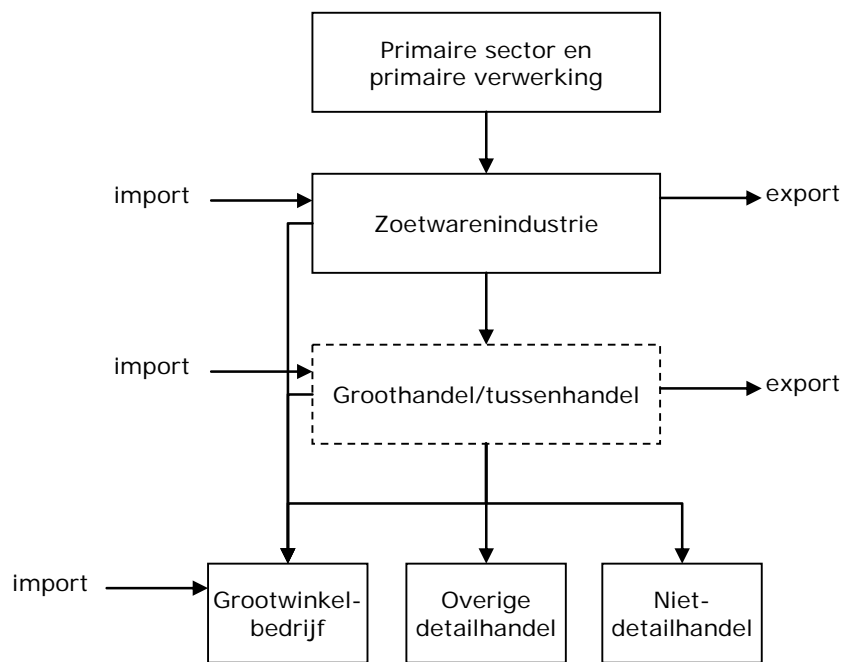 Primaire sector en
primaire verwerking
import
export
Zoetwarenindustrie
import
export
Groothandel/tussenhandel
import
Grootwinkel-
bedrijf
Overige
detailhandel
Niet-
detailhandel